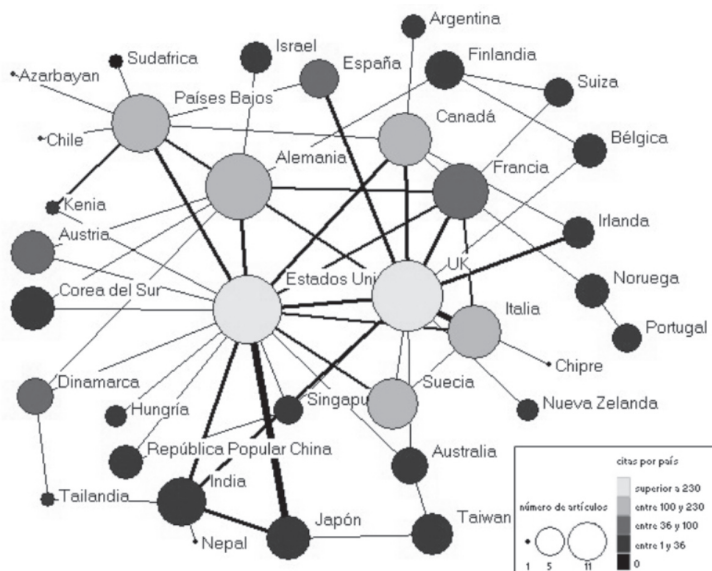 Argentina
Sudafrica
Israel
España
Finlandia
Azarbayan
Países Bajos
Suiza
Canadá
Chile
Alemania
Bélgica
Francia
Kenia
Irlanda
Austria
UK
Estados Uni
Corea del Sur
Noruega
Italia
Portugal
Chipre
Dinamarca
Suecia
Hungría
Singapu
Nueva Zelanda
República Popular China
Australia
India
Tailandia
Japón
Taiwan
Nepal
citas por país
superior a 230
entre 100 y 230
número de artículos
entre 36 y 100
entre 1 y 36
0
1 5 11